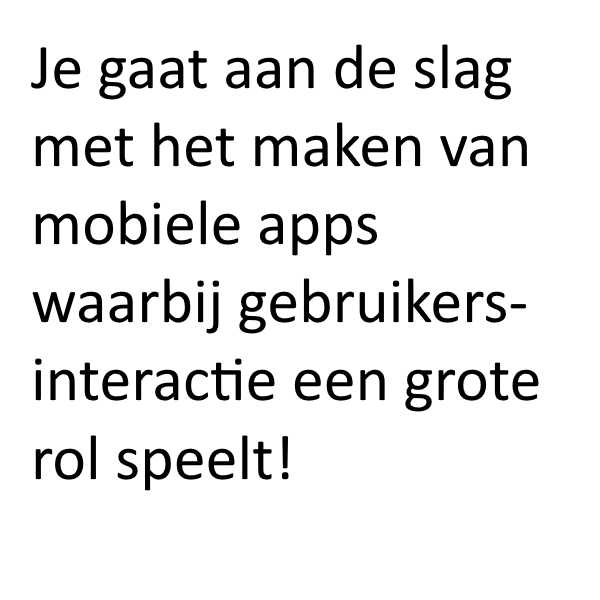 Je gaat aan de slag
met het maken van
mobiele apps
waarbij gebruikers-
interactie een grote
rol speelt!